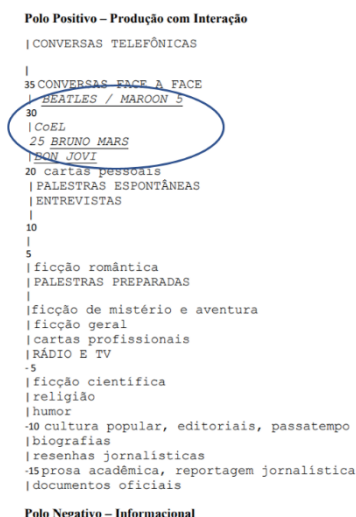 Polo Positivo – Produção com Interação
| CONVERSAS TELEFÔNICAS
|
35 CONVERSAS FACE A FACE
| BEATLES / MAROON 5
30
| CoEL
25 BRUNO MARS
| BON JOVI
20 cartas pessoais
| PALESTRAS ESPONTÂNEAS
| ENTREVISTAS
|
10
|
5
| ficção romântica
| PALESTRAS PREPARADAS
|
|ficção de mistério e aventura
| ficção geral
| cartas profissionais
| RÁDIO E TV
-5
| ficção cientifica
| religião
| humor
-10 cultura popular, editoriais, passatempo
| biografias
| resenhas jornalisticas
-15 prosa acadêmica, reportagem jornalística
| documentos oficiais
Polo Negativo – Informacional